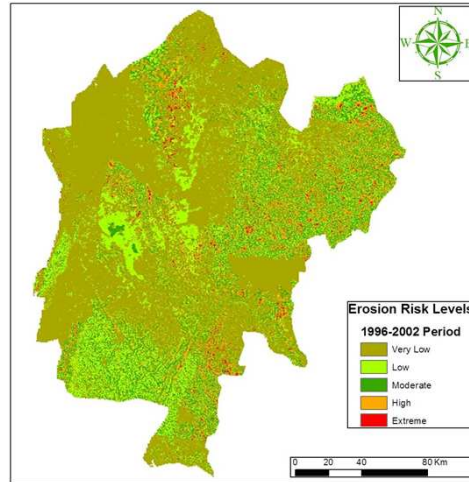 N
W
E
S
Erosion Risk Levels
1996-2002 Period
Very Low
Low
Moderate
High
Extreme
0 20 40 80 Km